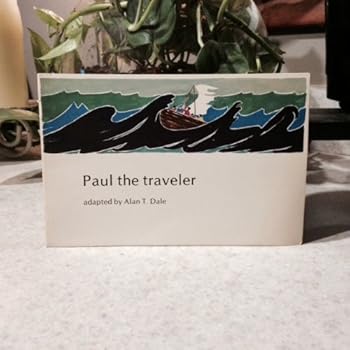 Paul the traveler
adapted by Alan T. Dale